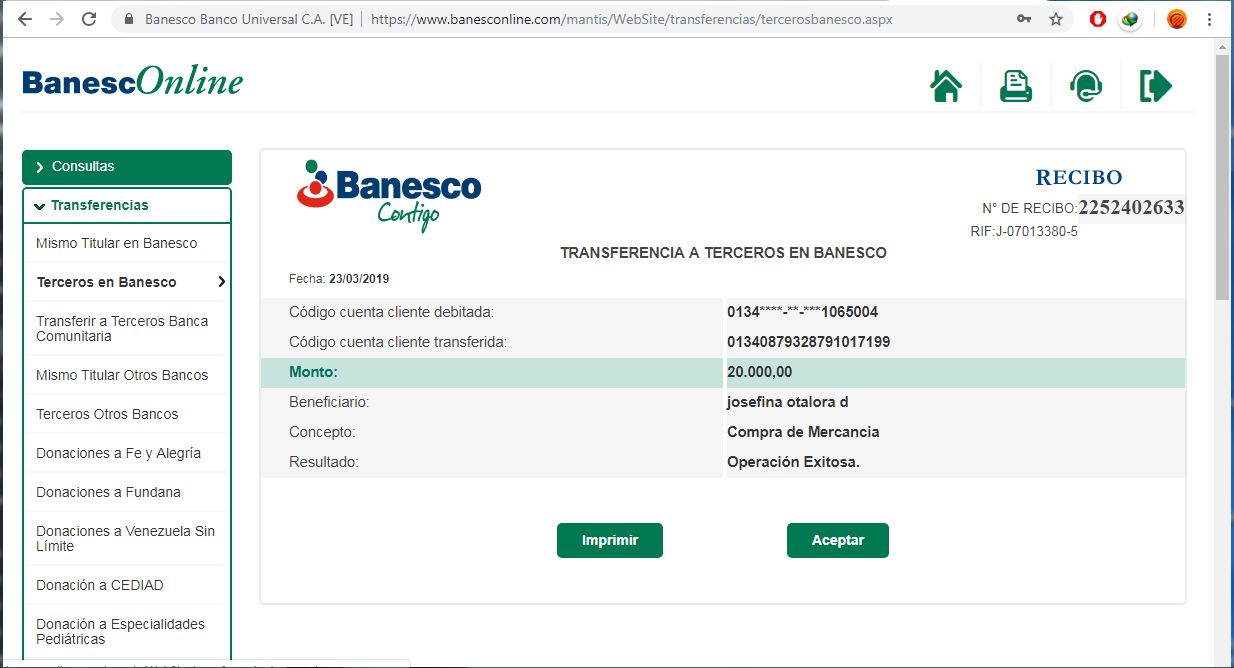 Banesco Banco Universal C.A. [VE] | https://www.banesconline.com/mantis/WebSite/transferencias/tercerosbanesco.aspx
BanescOnline
Consultas
Transferencias
Mismo Titular en Banesco
Terceros en Banesco
Transferir a Terceros Banca
Comunitaria
Mismo Titular Otros Bancos
Terceros Otros Bancos
Donaciones a Fe y Alegría
Donaciones a Fundana
Donaciones a Venezuela Sin
Límite
Donación a CEDIAD
Donación a Especialidades
Pediátricas
Banesco
Contigo
RECIBO
N° DE RECIBO:2252402633
RIF:J-07013380-5
TRANSFERENCIA A TERCEROS EN BANESCO
Fecha: 23/03/2019
Código cuenta cliente debitada: 0134****-**-***1065004
Código cuenta cliente transferida: 01340879328791017199
Monto: 20.000,00
Beneficiario: josefina otalora d
Concepto: Compra de Mercancia
Resultado: Operación Exitosa.
Imprimir Aceptar